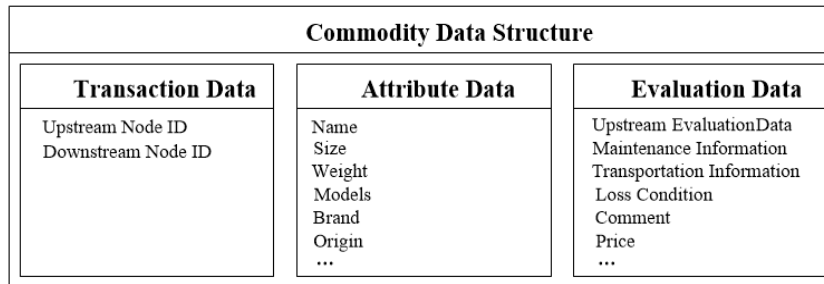 Commodity Data Structure
Transaction Data
Upstream Node ID
Downstream Node ID
Attribute Data
Name
Size
Weight
Models
Brand
Origin
...
Evaluation Data
Upstream EvaluationData
Maintenance Information
Transportation Information
Loss Condition
Comment
Price
...